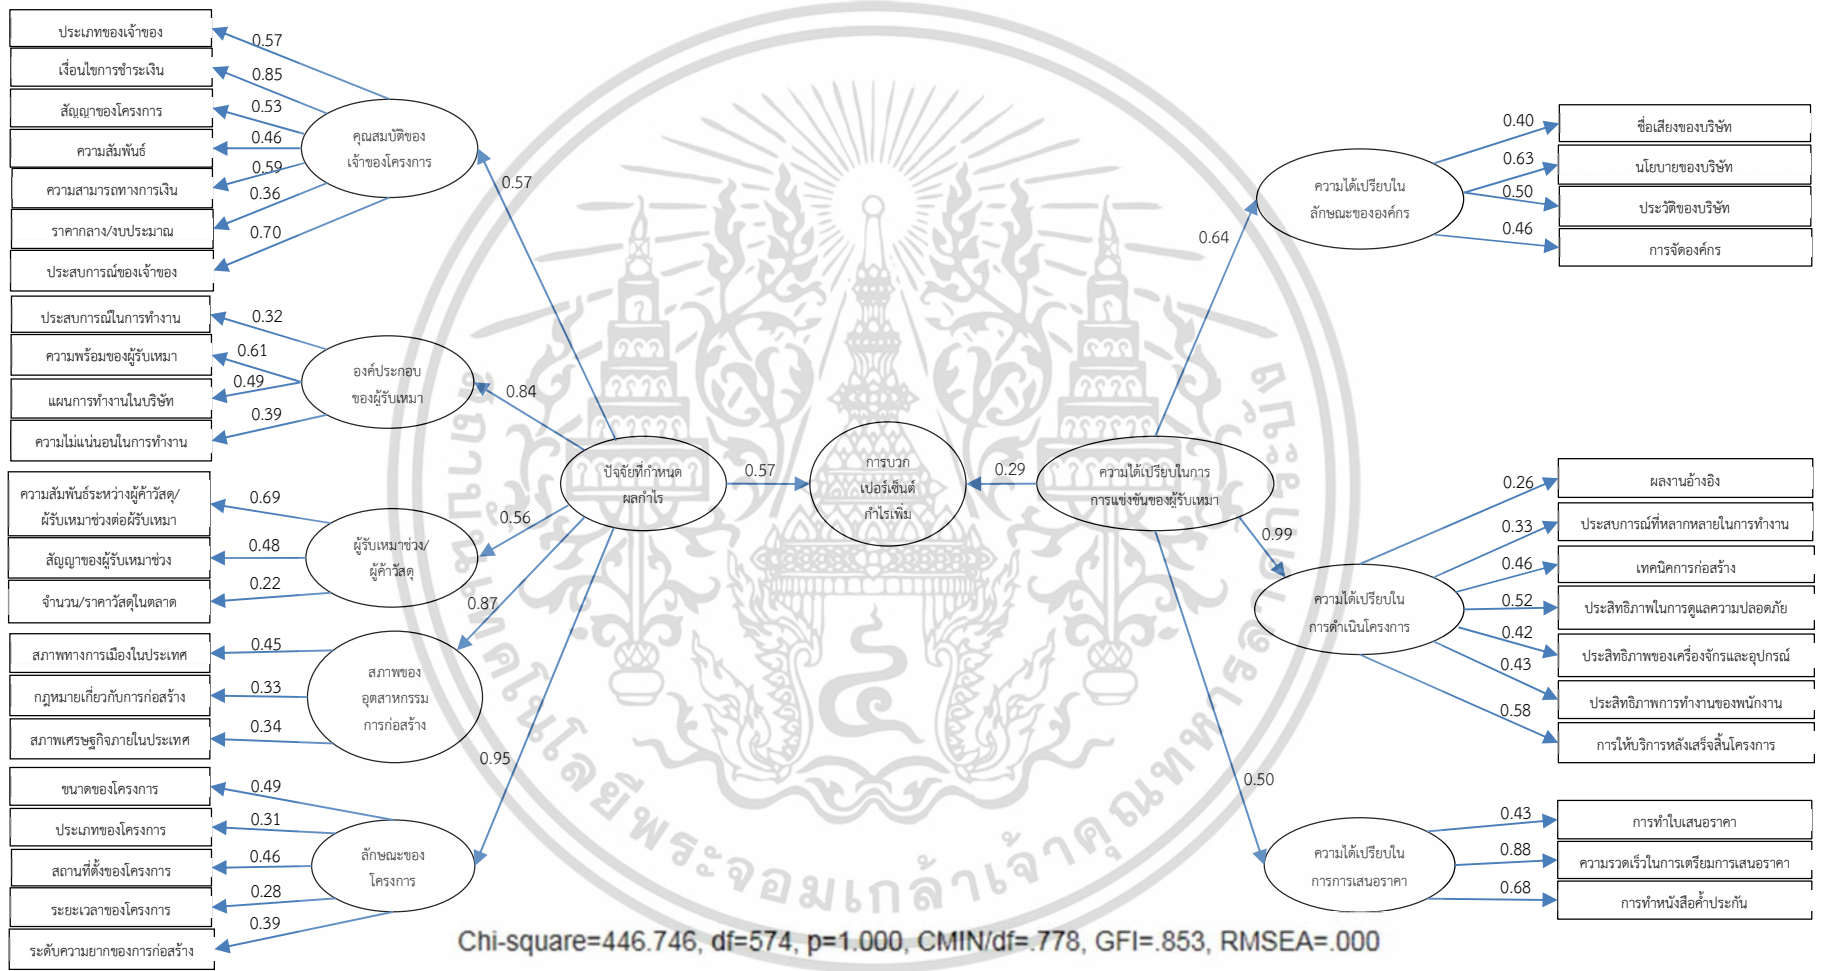 ประเภทของเจ้าของ
0.57
เงื่อนไขการชำระเงิน
0.85
สัญญาของโครงการ
0.53
ความสัมพันธ์
0.46
ความสามารถทางการเงิน
0.59
ราคากลาง/งบประมาณ
0.36
ประสบการณ์ของเจ้าของ
0.70
คุณสมบัติของ
เจ้าของโครงการ
0.57
ประสบการณ์ในการทำงาน
0.32
ความพร้อมของผู้รับเหมา
0.61
แผนการทำงานในบริษัท
0.49
ความไม่แน่นอนในการทำงาน
0.39
องค์ประกอบ
ของผู้รับเหมา
0.84
ความสัมพันธ์ระหว่างผู้ค้าวัสดุ/
ผู้รับเหมาช่วงต่อผู้รับเหมา
0.69
สัญญาของผู้รับเหมาช่วง
0.48
จำนวน/ราคาวัสดุในตลาด
0.22
ผู้รับเหมาช่วง/
ผู้ค้าวัสดุ
0.56
สภาพทางการเมืองในประเทศ
0.45
กฎหมายเกี่ยวกับการก่อสร้าง
0.33
สภาพเศรษฐกิจภายในประเทศ
0.34
สภาพของ
อุตสาหกรรม
การก่อสร้าง
0.87
ขนาดของโครงการ
0.49
ประเภทของโครงการ
0.31
สถานที่ตั้งของโครงการ
0.46
ระยะเวลาของโครงการ
0.28
ระดับความยากของการก่อสร้าง
0.39
ลักษณะของ
โครงการ
0.95
ปัจจัยที่กำหนด
ผลกำไร
0.57
การบวก
เปอร์เซ็นต์
กำไรเพิ่ม
0.29
ความได้เปรียบในการ
การแข่งขันของผู้รับเหมา
0.64
ความได้เปรียบใน
ลักษณะขององค์กร
0.40
ชื่อเสียงของบริษัท
0.63
นโยบายของบริษัท
0.50
ประวัติของบริษัท
0.46
การจัดองค์กร
0.99
ความได้เปรียบใน
การดำเนินโครงการ
0.26
ผลงานอ้างอิง
0.33
ประสบการณ์ที่หลากหลายในการทำงาน
0.46
เทคนิคการก่อสร้าง
0.52
ประสิทธิภาพในการดูแลความปลอดภัย
0.42
ประสิทธิภาพของเครื่องจักรและอุปกรณ์
0.43
ประสิทธิภาพการทำงานของพนักงาน
0.58
การให้บริการหลังเสร็จสิ้นโครงการ
0.50
ความได้เปรียบใน
การการเสนอราคา
0.43
การทำใบเสนอราคา
0.88
ความรวดเร็วในการเตรียมการเสนอราคา
0.68
การทำหนังสือค้ำประกัน
สถาบันเทคโนโลยีพระจอมเกล้าเจ้าคุณทหารลาดกระบัง
Chi-square=446.746, df=574, p=1.000, CMIN/df=.778, GFI=.853, RMSEA=.000